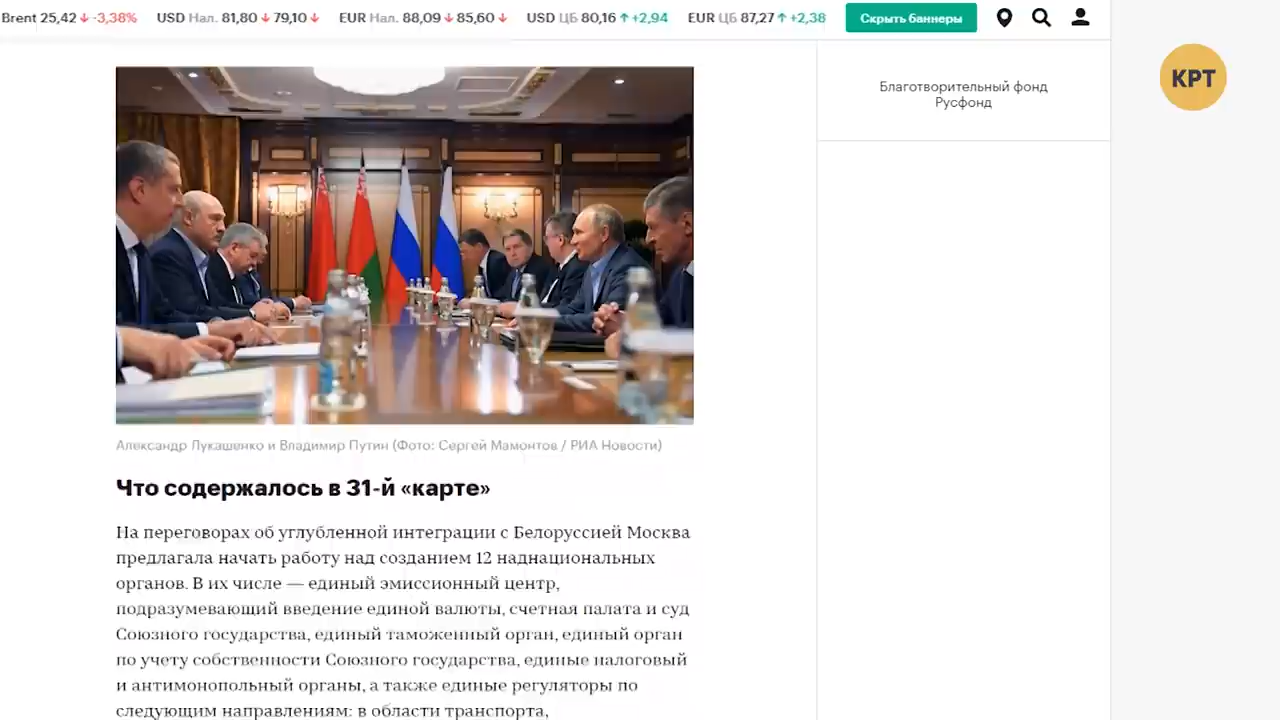 Brent 25,42 ↓ -3,38% USD Нал. 81,80 ↓ 79,10 ↓ EUR Нал. 88,09 ↓ 85,60 ↓ USD ЦБ 80,16 ↑ +2,94 EUR ЦБ 87,27 ↑ +2,38 Скрыть баннеры
КРТ
Благотворительный фонд
Русфонд
Александр Лукашенко и Владимир Путин (Фото: Сергей Мамонтов / РИА Новости)
Что содержалось в 31-й «карте»
На переговорах об углубленной интеграции с Белоруссией Москва
предлагала начать работу над созданием 12 наднациональных
органов. В их числе — единый эмиссионный центр,
подразумевающий введение единой валюты, счетная палата и суд
Союзного государства, единый таможенный орган, единый орган
по учету собственности Союзного государства, единые налоговый
и антимонопольный органы, а также единые регуляторы по
следующим направлениям: в области транспорта,